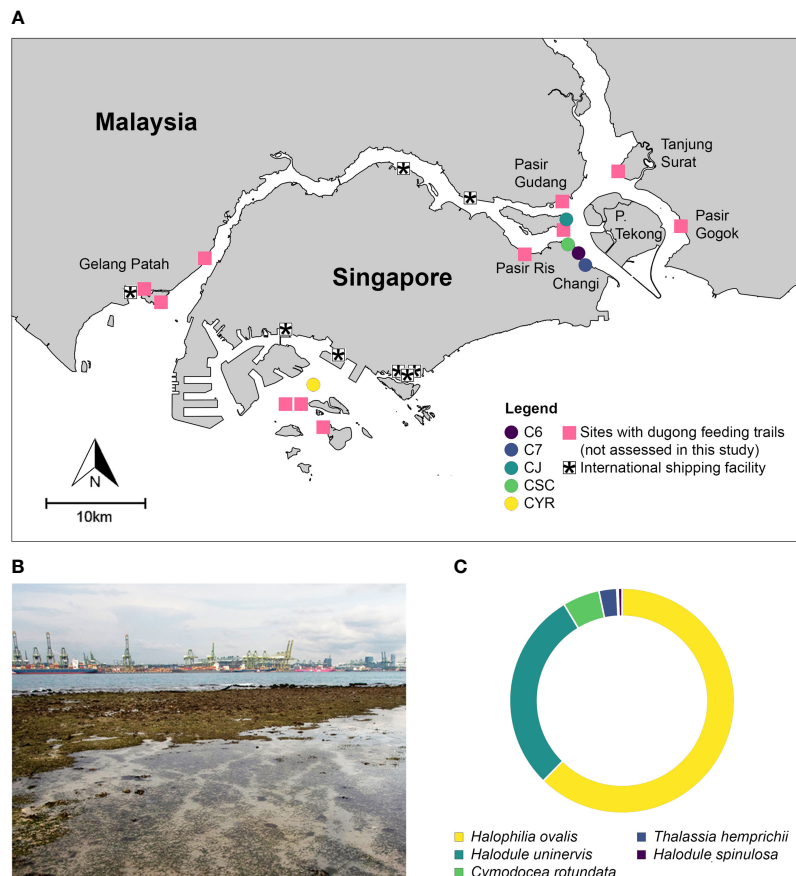 A
Malaysia
Tanjung
Surat
Pasir
Gudang
P.
Tekong
Pasir
Gogok
Gelang Patah
Pasir Ris
Singapore
Changi
Legend
C6
C7
CJ
CSC
CYR
Sites with dugong feeding trails
(not assessed in this study)
International shipping facility
N
10km
B
C
Halophilia ovalis
Halodule uninervis
Cymodocea rotundata
Thalassia hemprichii
Halodule spinulosa